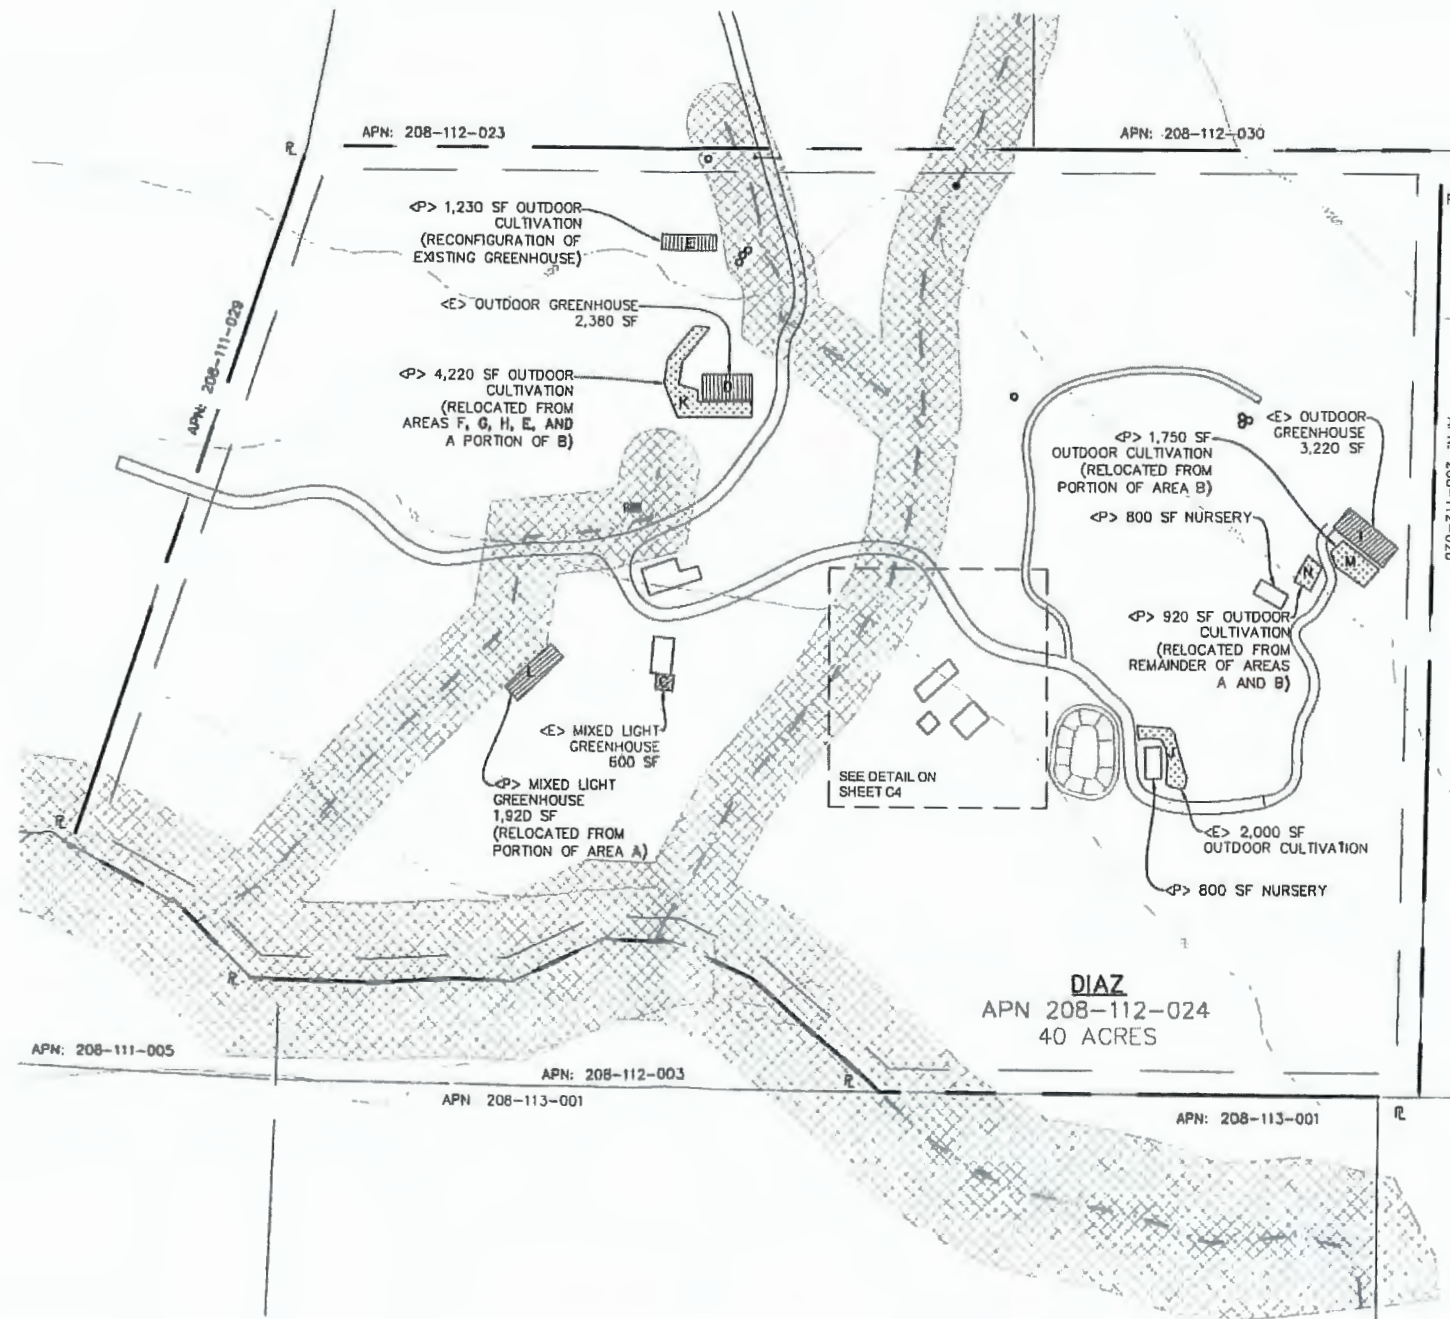 APN: 208-112-023
APN: 208-112-030
PL
<P> 1,230 SF OUTDOOR
CULTIVATION
(RECONFIGURATION OF
EXISTING GREENHOUSE)
E
<E> OUTDOOR GREENHOUSE
2,380 SF
APN: 208-111-029
<P> 4,220 SF OUTDOOR
CULTIVATION
(RELOCATED FROM
AREAS F, G, H, E, AND
A PORTION OF B)
D
K
<P> 1,750 SF
OUTDOOR CULTIVATION
(RELOCATED FROM
PORTION OF AREA B)
<E> OUTDOOR
GREENHOUSE
3,220 SF
<P> 800 SF NURSERY
I
M
N
<P> 920 SF OUTDOOR
CULTIVATION
(RELOCATED FROM
REMAINDER OF AREAS
A AND B)
L
C
<E> MIXED LIGHT
GREENHOUSE
600 SF
<P> MIXED LIGHT
GREENHOUSE
1,920 SF
(RELOCATED FROM
PORTION OF AREA A)
SEE DETAIL ON
SHEET C4
J
<E> 2,000 SF
OUTDOOR CULTIVATION
<P> 800 SF NURSERY
PL
PL
DIAZ
APN 208-112-024
40 ACRES
APN: 208-111-005
APN: 208-112-003
APN 208-113-001
PL
APN: 208-113-001
PL